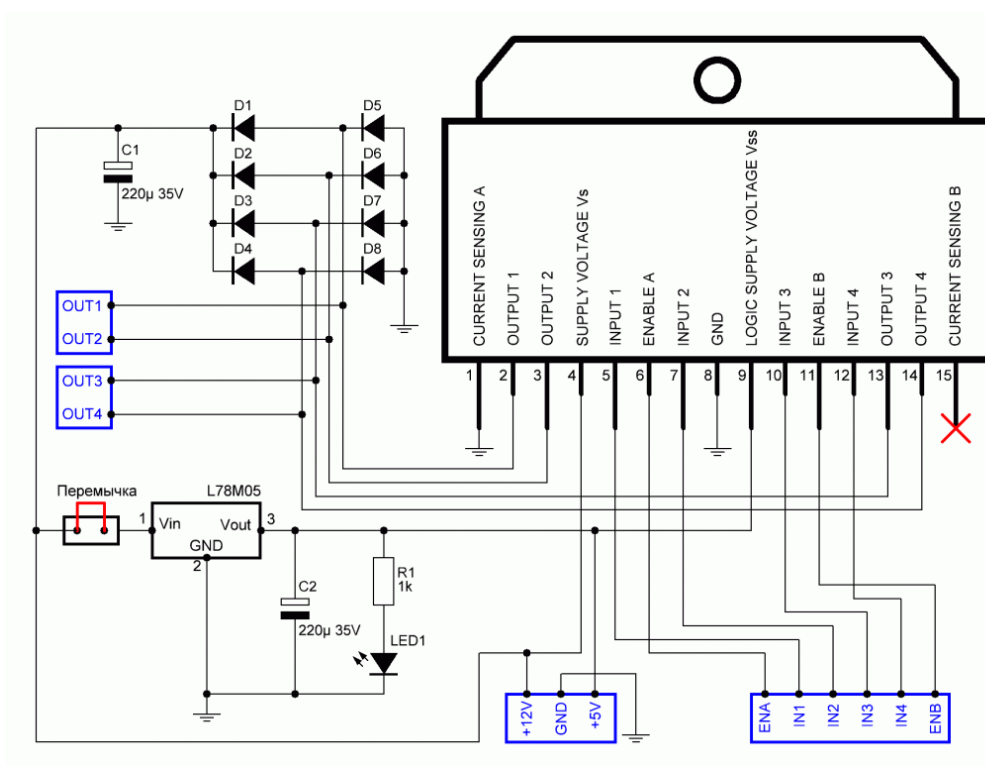 D1
D5
C1
220µ 35V
D2
D6
D3
D7
D4
D8
OUT1
OUT2
OUT3
OUT4
CURRENT SENSING A
OUTPUT 1
OUTPUT 2
SUPPLY VOLTAGE Vs
INPUT 1
ENABLE A
INPUT 2
GND
LOGIC SUPPLY VOLTAGE Vss
INPUT 3
ENABLE B
INPUT 4
OUTPUT 3
OUTPUT 4
CURRENT SENSING B
1 2 3 4 5 6 7 8 9 10 11 12 13 14 15
Перемычка
L78M05
1
Vin
Vout
3
GND
2
C2
220µ 35V
R1
1k
LED1
+12V
GND
+5V
ENA
IN1
IN2
IN3
IN4
ENB